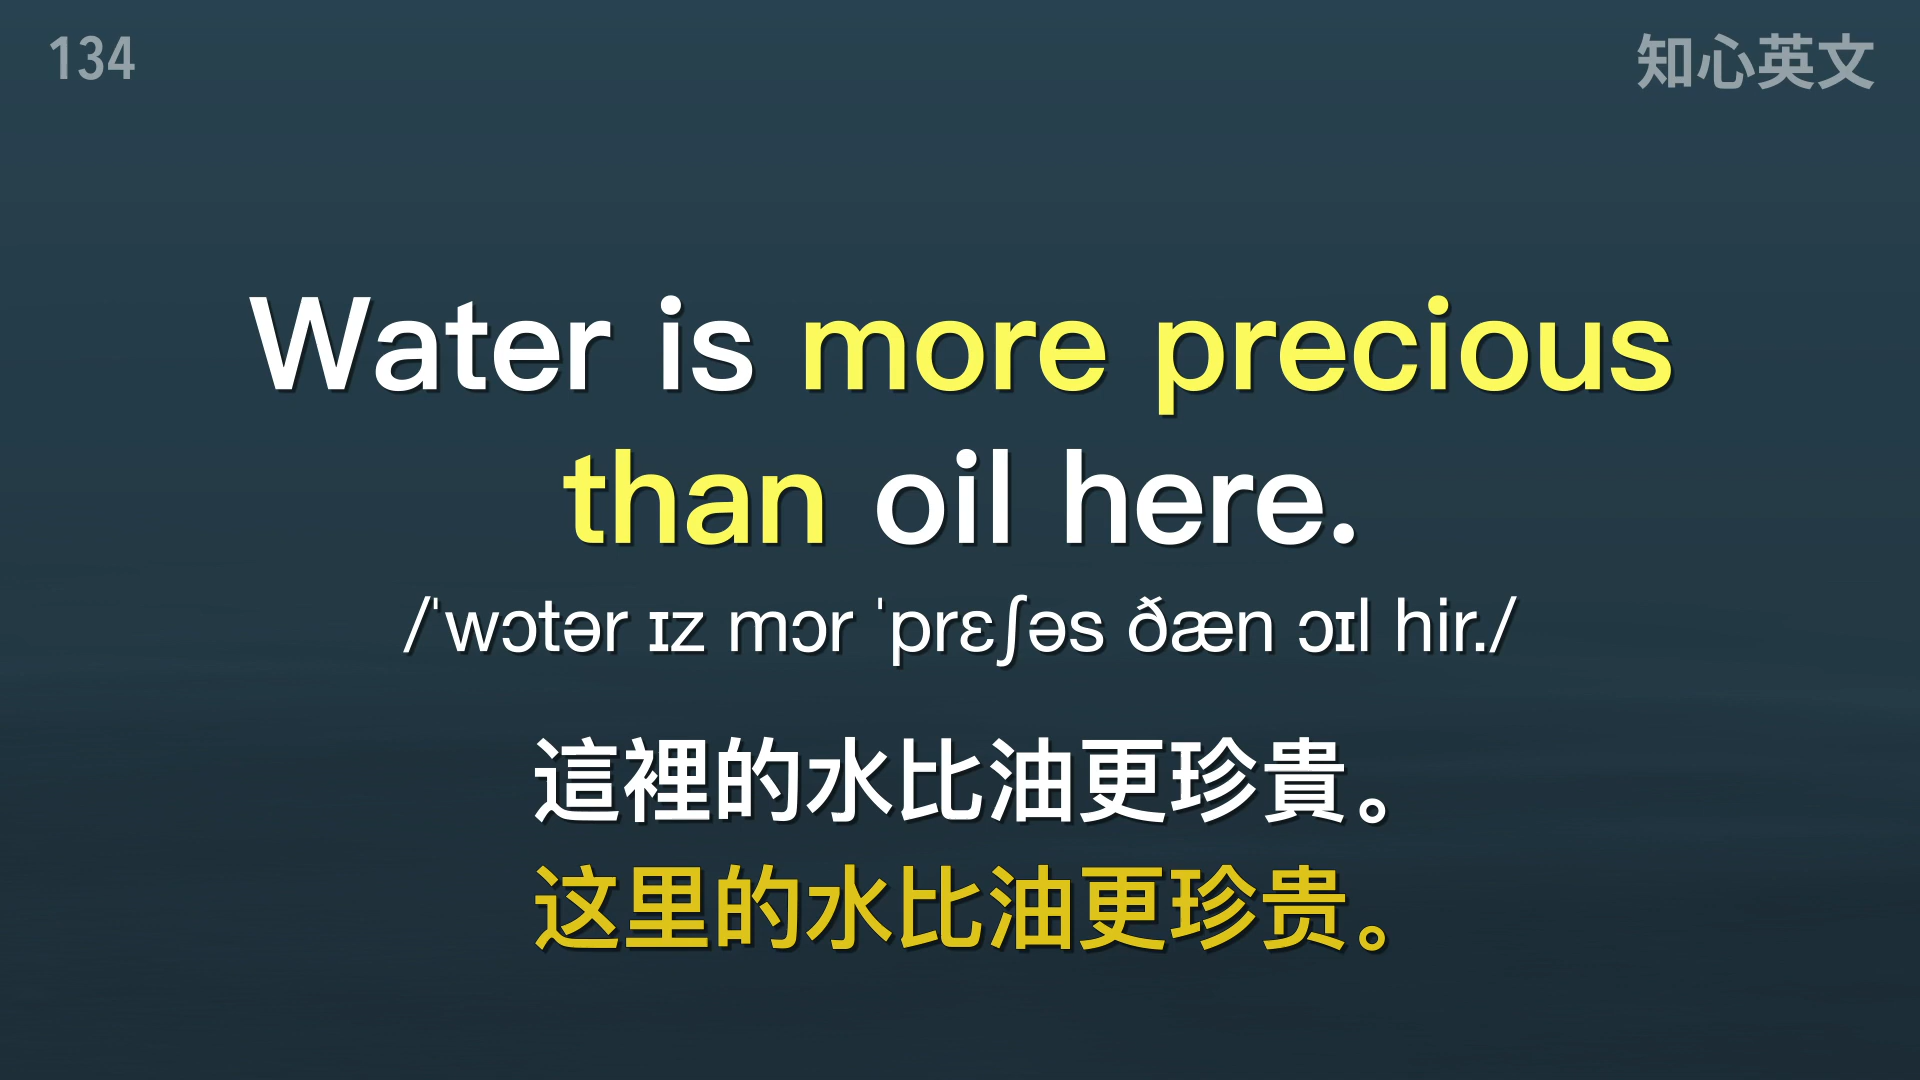 134
知心英文
Water is more precious
than oil here.
/ˈwɔtər ɪz mɔr ˈprɛʃəs ðæn ɔɪl hir./
這裡的水比油更珍貴。
这里的水比油更珍贵。